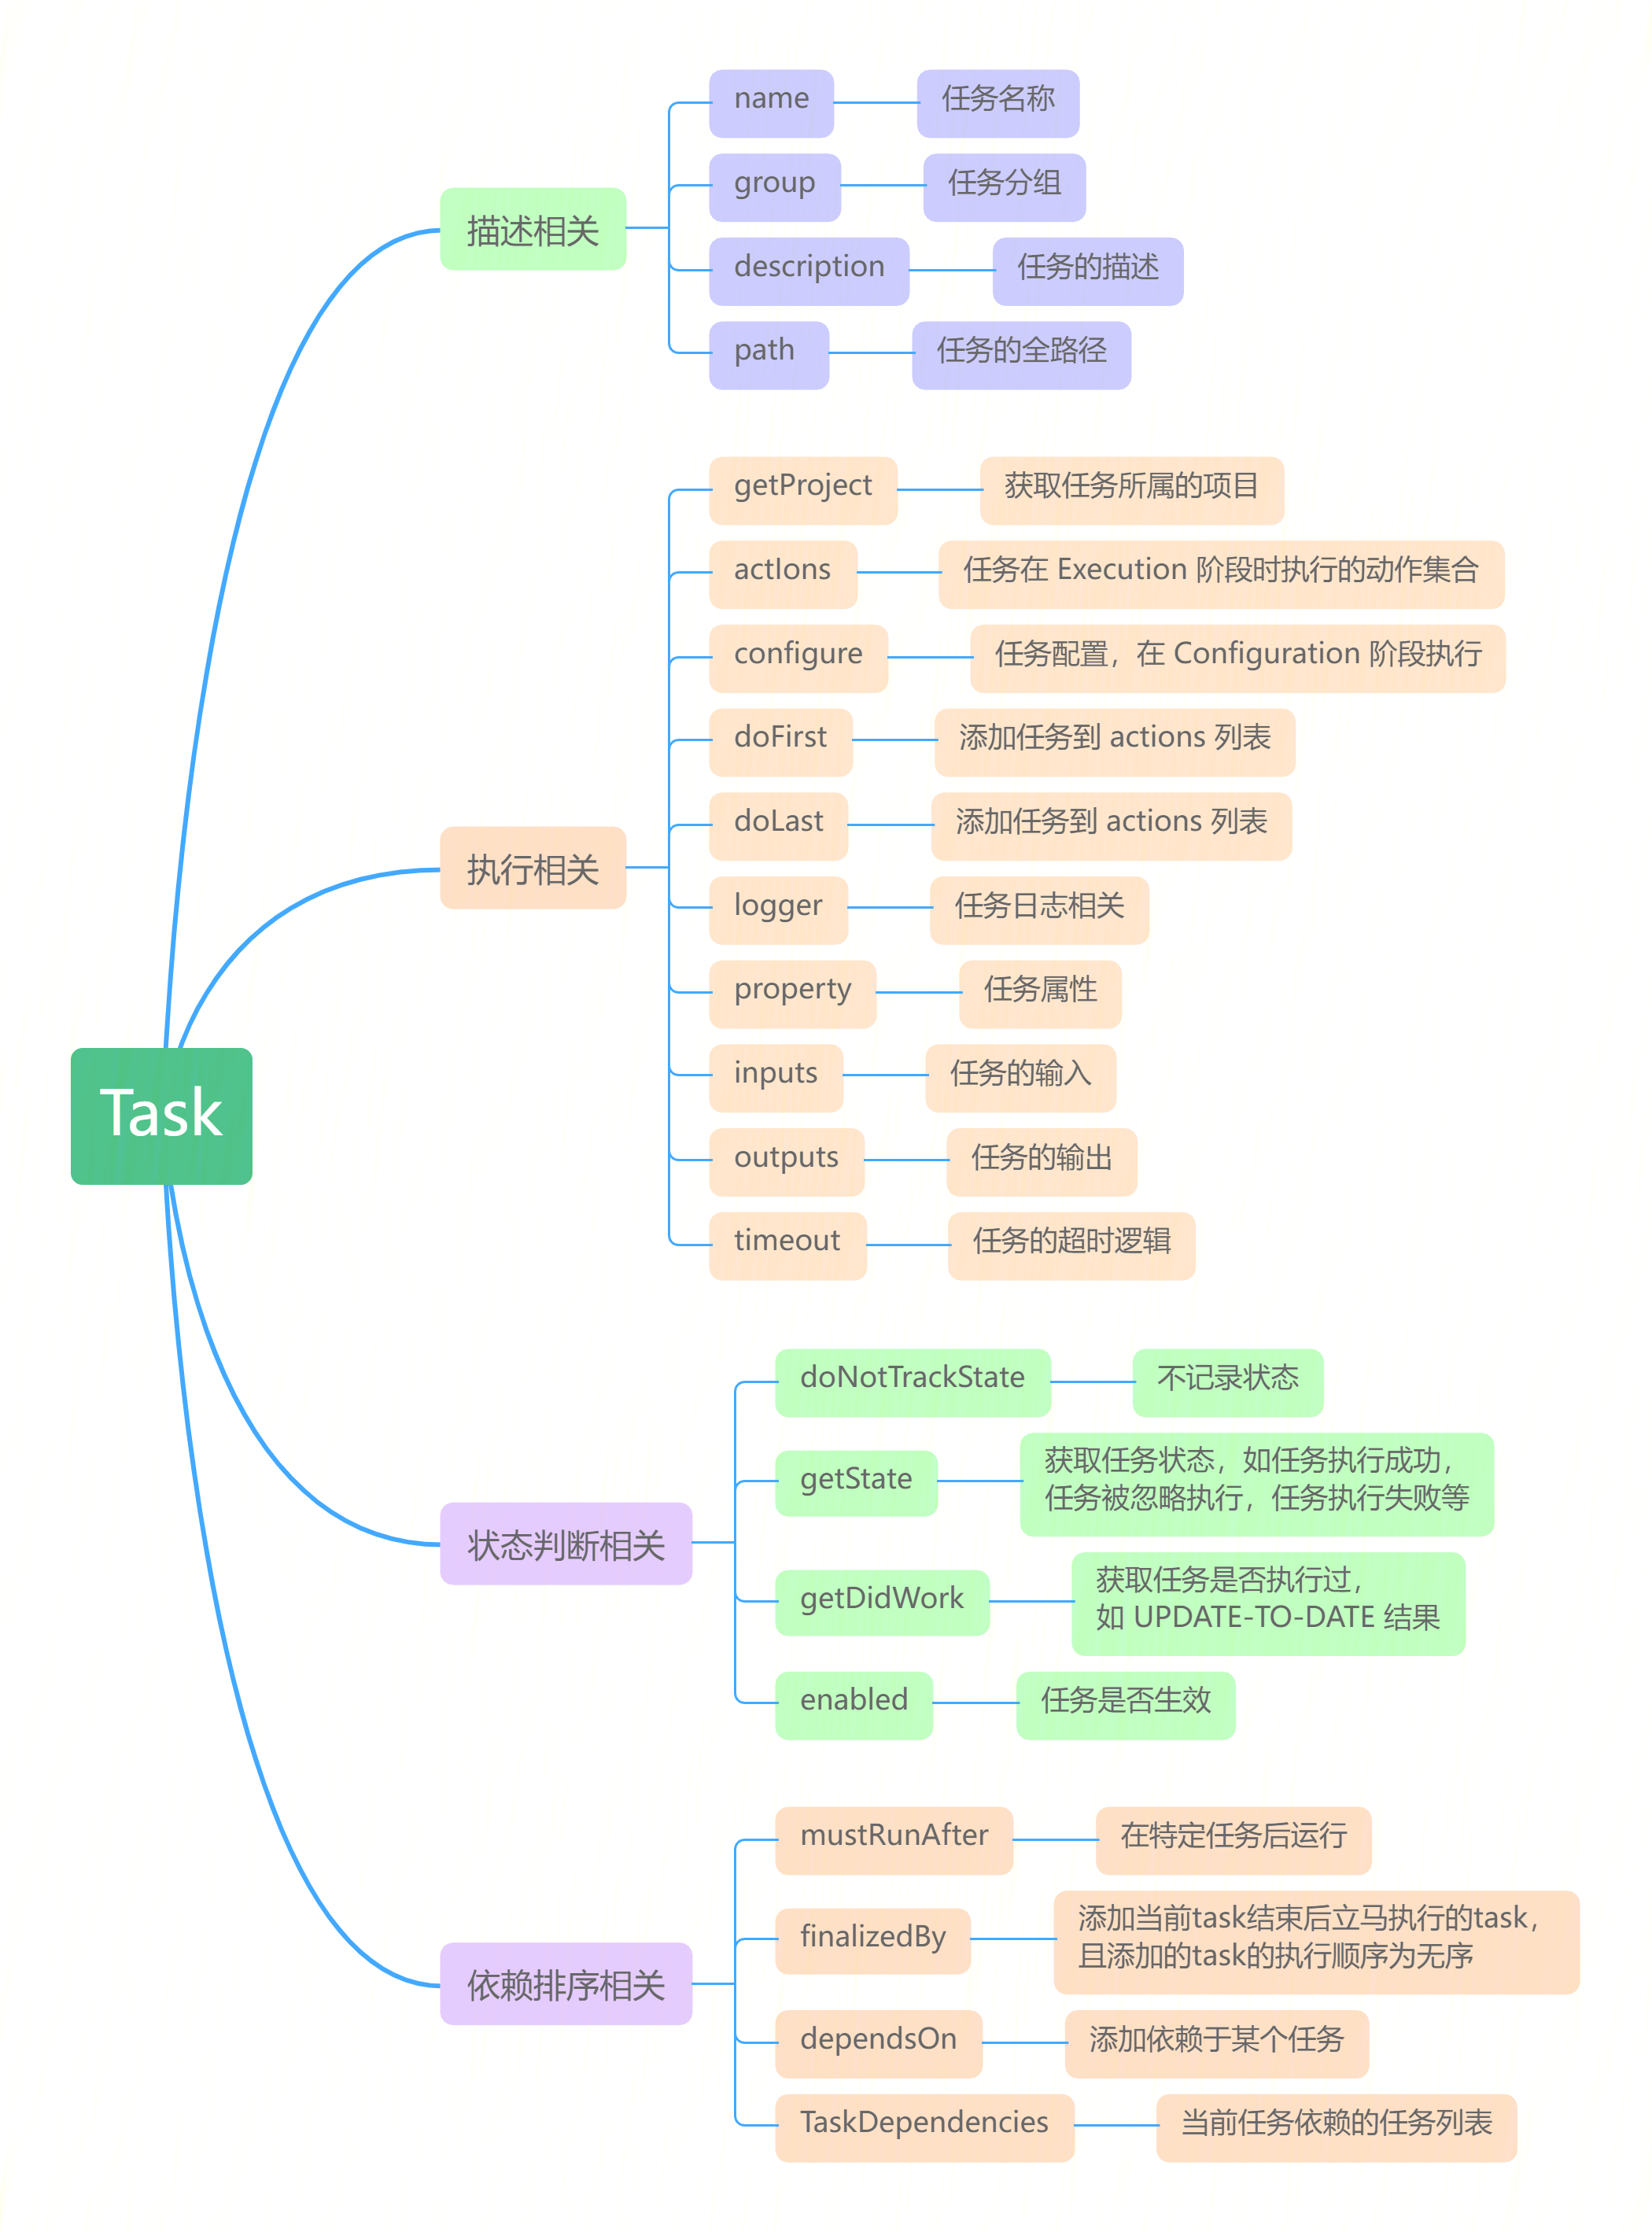 Task
描述相关
name
任务名称
group
任务分组
description
任务的描述
path
任务的全路径
执行相关
getProject
获取任务所属的项目
actIons
任务在 Execution 阶段时执行的动作集合
configure
任务配置，在 Configuration 阶段执行
doFirst
添加任务到 actions 列表
doLast
添加任务到 actions 列表
logger
任务日志相关
property
任务属性
inputs
任务的输入
outputs
任务的输出
timeout
任务的超时逻辑
状态判断相关
doNotTrackState
不记录状态
getState
获取任务状态，如任务执行成功，
任务被忽略执行，任务执行失败等
getDidWork
获取任务是否执行过，
如 UPDATE-TO-DATE 结果
enabled
任务是否生效
依赖排序相关
mustRunAfter
在特定任务后运行
finalizedBy
添加当前task结束后立马执行的task，
且添加的task的执行顺序为无序
dependsOn
添加依赖于某个任务
TaskDependencies
当前任务依赖的任务列表